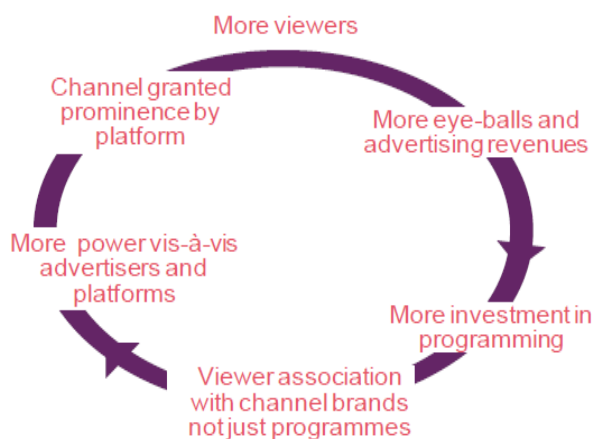 More viewers
More eye-balls and
advertising revenues
More investment in
programming
Viewer association
with channel brands
not just programmes
More power vis-à-vis
advertisers and
platforms
Channel granted
prominence by
platform